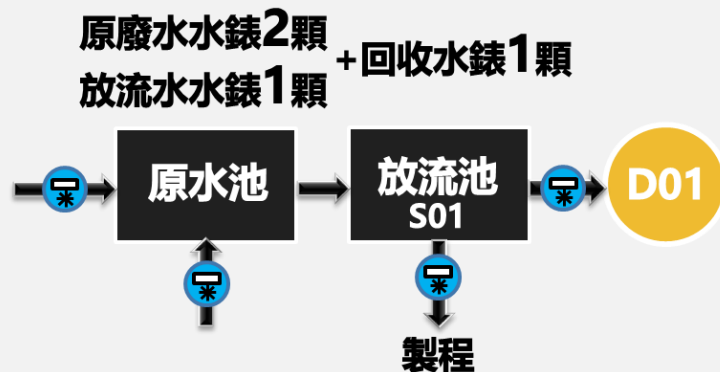 原廢水水錶2顆
放流水水錶1顆
+回收水錶1顆
原水池
放流池
S01
D01
製程